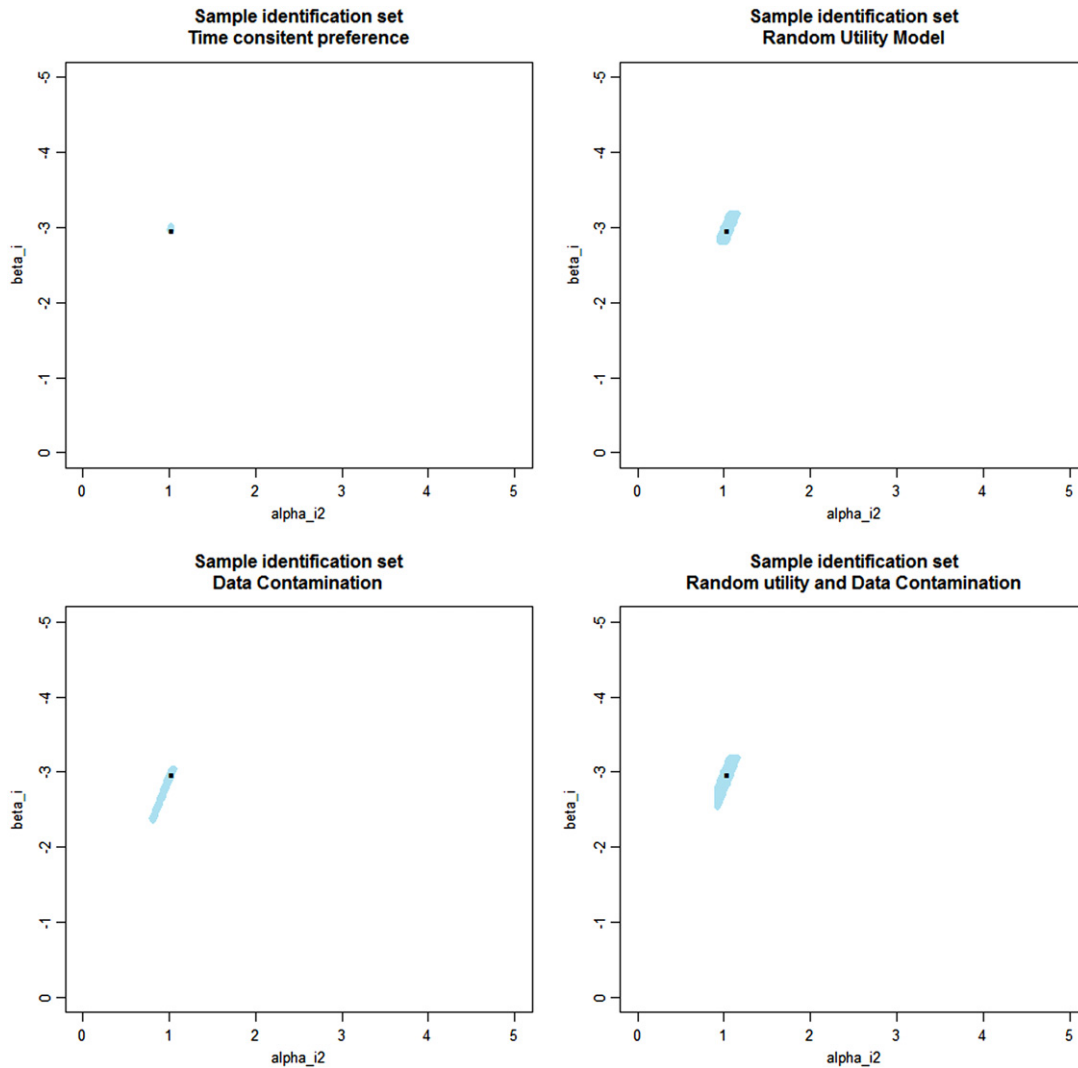 Sample identification set
Time consitent preference
-5
-4
-3
-2
-1
0
beta_i
0 1 2 3 4 5
alpha_i2
Sample identification set
Random Utility Model
-5
-4
-3
-2
-1
0
beta_i
0 1 2 3 4 5
alpha_i2
Sample identification set
Data Contamination
-5
-4
-3
-2
-1
0
beta_i
0 1 2 3 4 5
alpha_i2
Sample identification set
Random utility and Data Contamination
-5
-4
-3
-2
-1
0
beta_i
0 1 2 3 4 5
alpha_i2